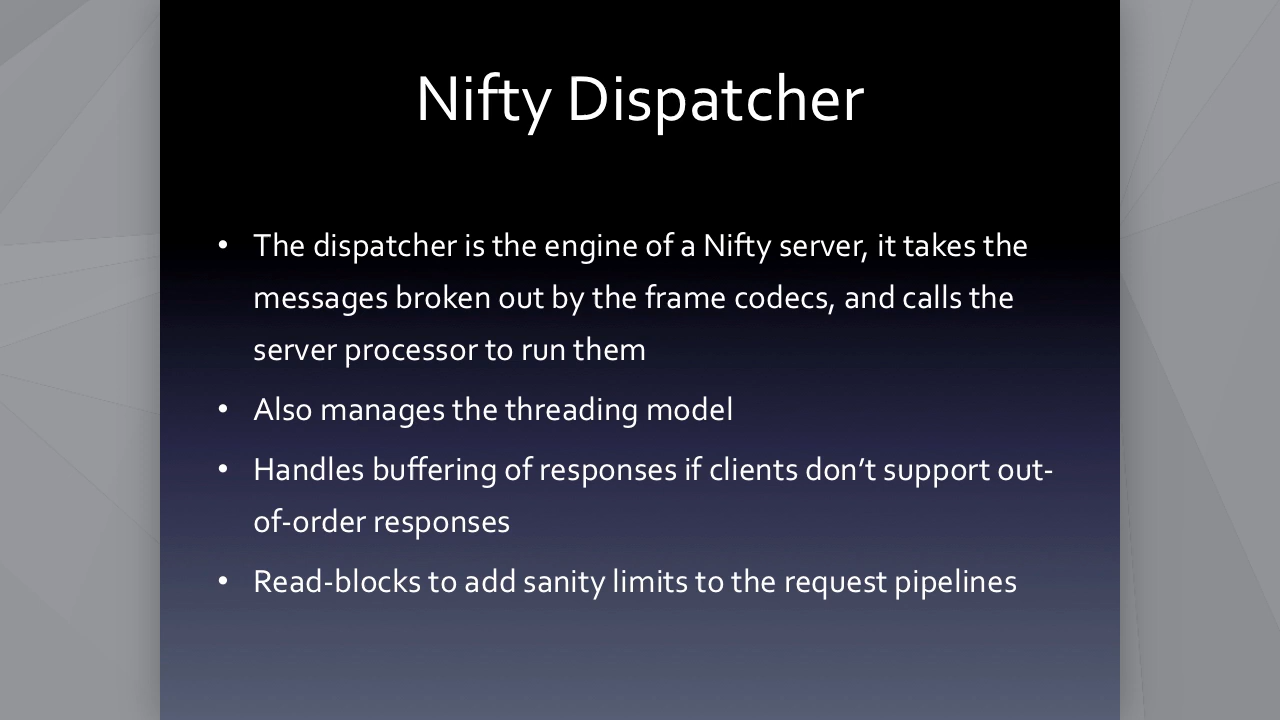 Nifty Dispatcher
• The dispatcher is the engine of a Nifty server, it takes the
messages broken out by the frame codecs, and calls the
server processor to run them
• Also manages the threading model
• Handles buffering of responses if clients don’t support out-
of-order responses
• Read-blocks to add sanity limits to the request pipelines